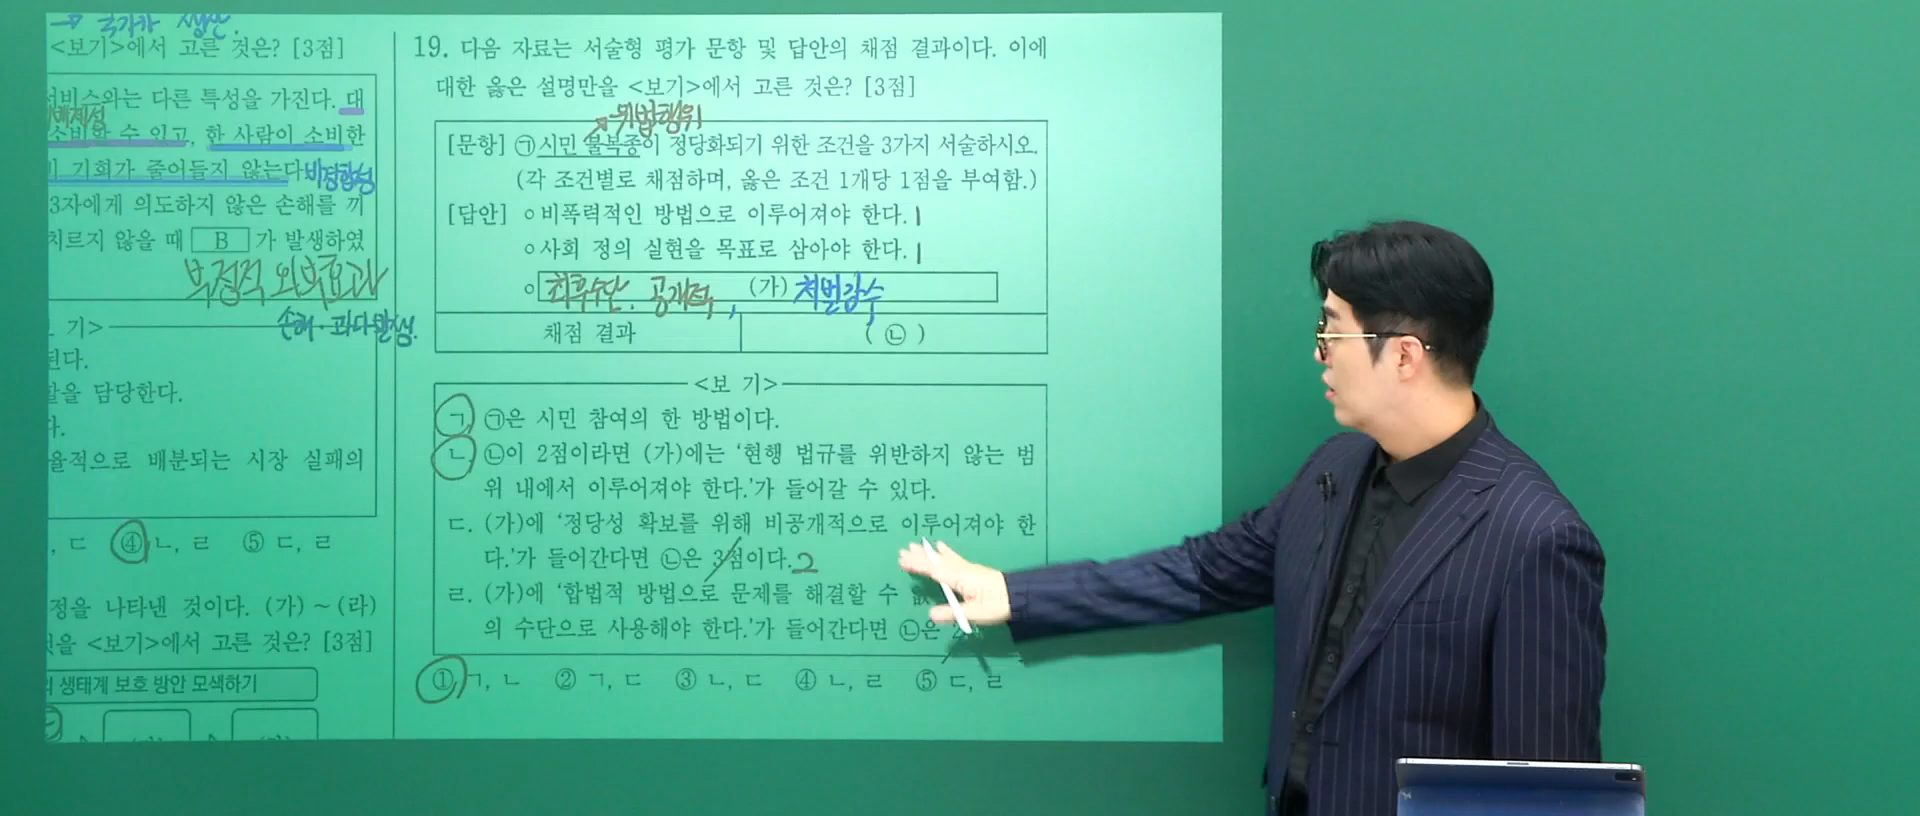 → 국가가 생산.
<보기>에서 고른 것은? [3점]
서비스와는 다른 특성을 가진다. 대
비배제성
소비할 수 있고, 한 사람이 소비한
기회가 줄어들지 않는다 비경합성
3자에게 의도하지 않은 손해를 끼
치르지 않을 때 B 가 발생하였
부정적 외부효과
손해·과다발생.
기>
된다.
할을 담당한다.
다.
율적으로 배분되는 시장 실패의
, ㄷ ④ ㄴ, ㄹ ⑤ ㄷ, ㄹ
정을 나타낸 것이다. (가)～(라)
것을 <보기>에서 고른 것은? [3점]
생태계 보호 방안 모색하기
19. 다음 자료는 서술형 평가 문항 및 답안의 채점 결과이다. 이에
대한 옳은 설명만을 <보기>에서 고른 것은? [3점]
위법행위
[문항] ㉠시민 불복종이 정당화되기 위한 조건을 3가지 서술하시오.
(각 조건별로 채점하며, 옳은 조건 1개당 1점을 부여함.)
[답안] ㅇ비폭력적인 방법으로 이루어져야 한다. 1
ㅇ사회 정의 실현을 목표로 삼아야 한다. 1
ㅇ 최후수단. 공개적, (가) 처벌감수
채점 결과 ( ㉡ )
<보 기>
ㄱ. ㉠은 시민 참여의 한 방법이다.
ㄴ. ㉡이 2점이라면 (가)에는 ‘현행 법규를 위반하지 않는 범
위 내에서 이루어져야 한다.’가 들어갈 수 있다.
ㄷ. (가)에 ‘정당성 확보를 위해 비공개적으로 이루어져야 한
다.’가 들어간다면 ㉡은 3점이다. 2
ㄹ. (가)에 ‘합법적 방법으로 문제를 해결할 수
의 수단으로 사용해야 한다.’가 들어간다면 ㉡은 2
① ㄱ, ㄴ ② ㄱ, ㄷ ③ ㄴ, ㄷ ④ ㄴ, ㄹ ⑤ ㄷ, ㄹ